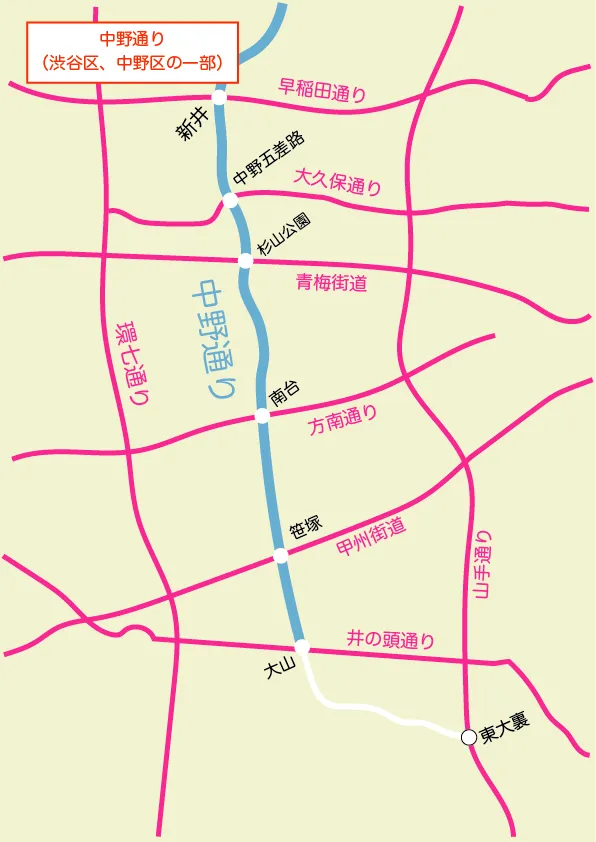 中野通り
（渋谷区、中野区の一部）
早稲田通り
新井
中野五差路
大久保通り
杉山公園
青梅街道
中野通り
環七通り
南台
方南通り
笹塚
甲州街道
山手通り
井の頭通り
大山
東大裏